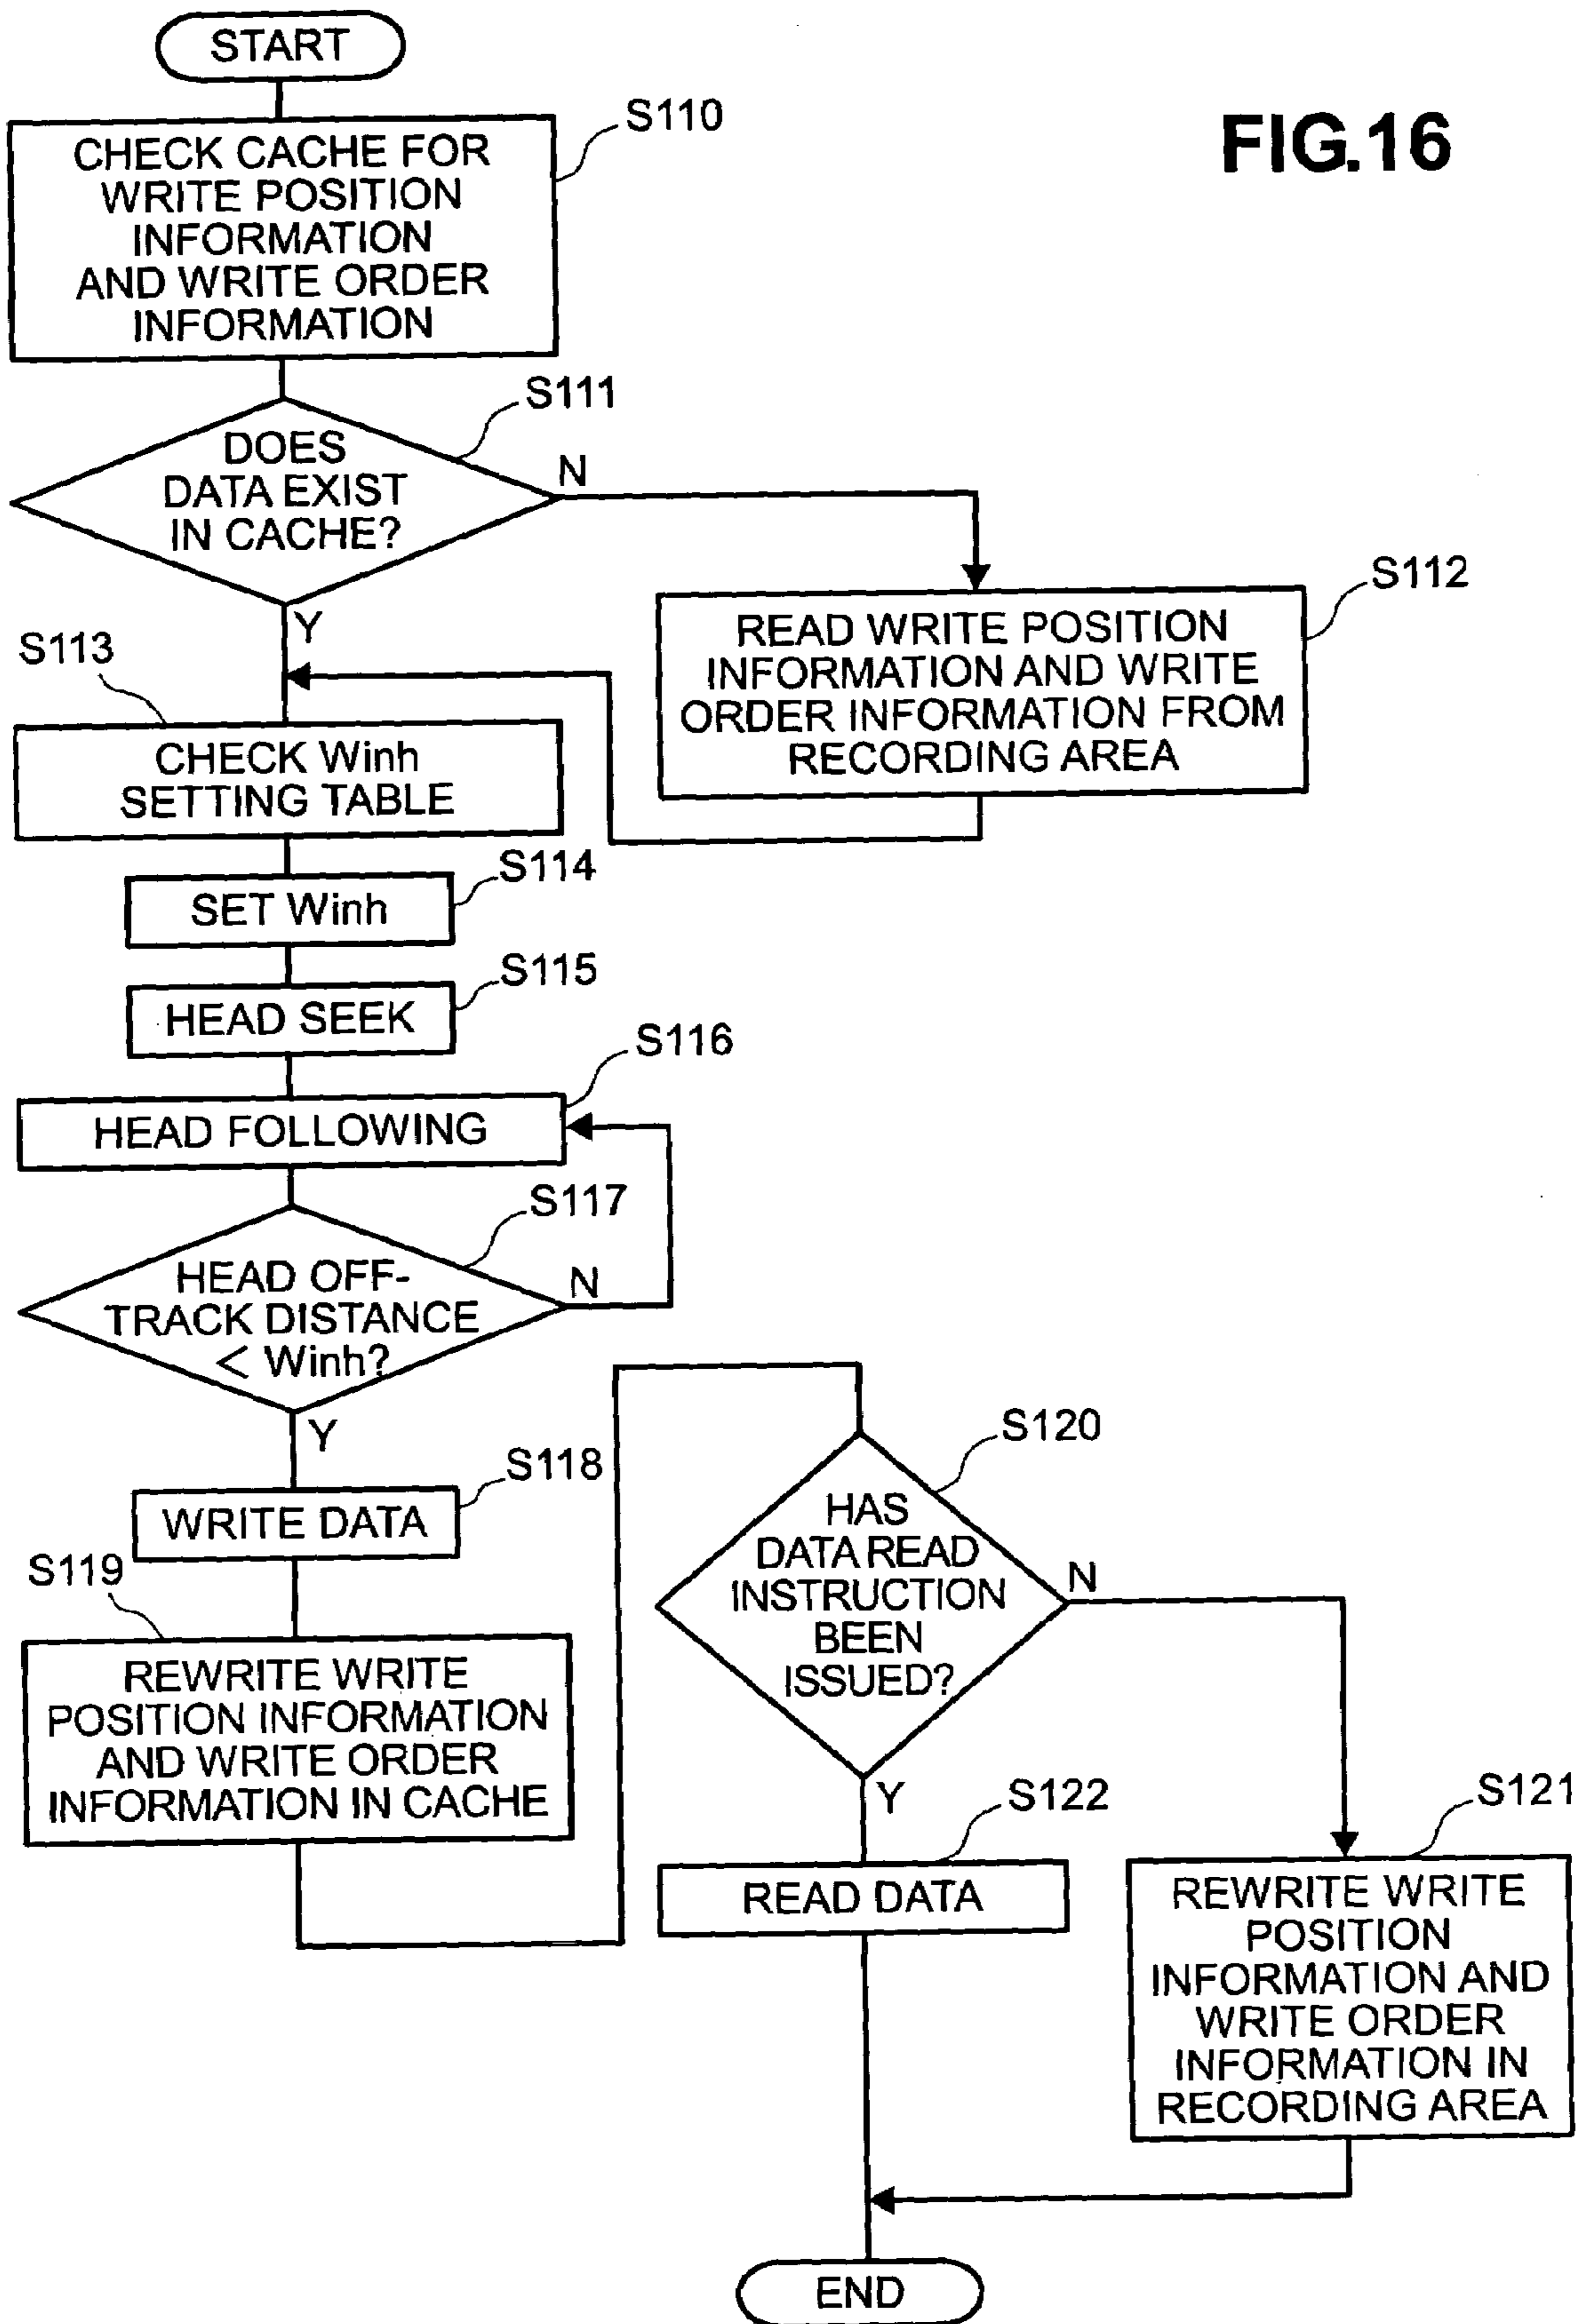 START
FIG.16
S110
CHECK CACHE FOR
WRITE POSITION
INFORMATION
AND WRITE ORDER
INFORMATION
S111
DOES
DATA EXIST
IN CACHE?
N
Y
S112
READ WRITE POSITION
INFORMATION AND WRITE
ORDER INFORMATION FROM
RECORDING AREA
S113
CHECK Winh
SETTING TABLE
S114
SET Winh
S115
HEAD SEEK
S116
HEAD FOLLOWING
S117
HEAD OFF-
TRACK DISTANCE
< Winh?
N
Y
S118
WRITE DATA
S119
REWRITE WRITE
POSITION INFORMATION
AND WRITE ORDER
INFORMATION IN CACHE
S120
HAS
DATA READ
INSTRUCTION
BEEN
ISSUED?
N
Y
S122
READ DATA
S121
REWRITE WRITE
POSITION
INFORMATION AND
WRITE ORDER
INFORMATION IN
RECORDING AREA
END